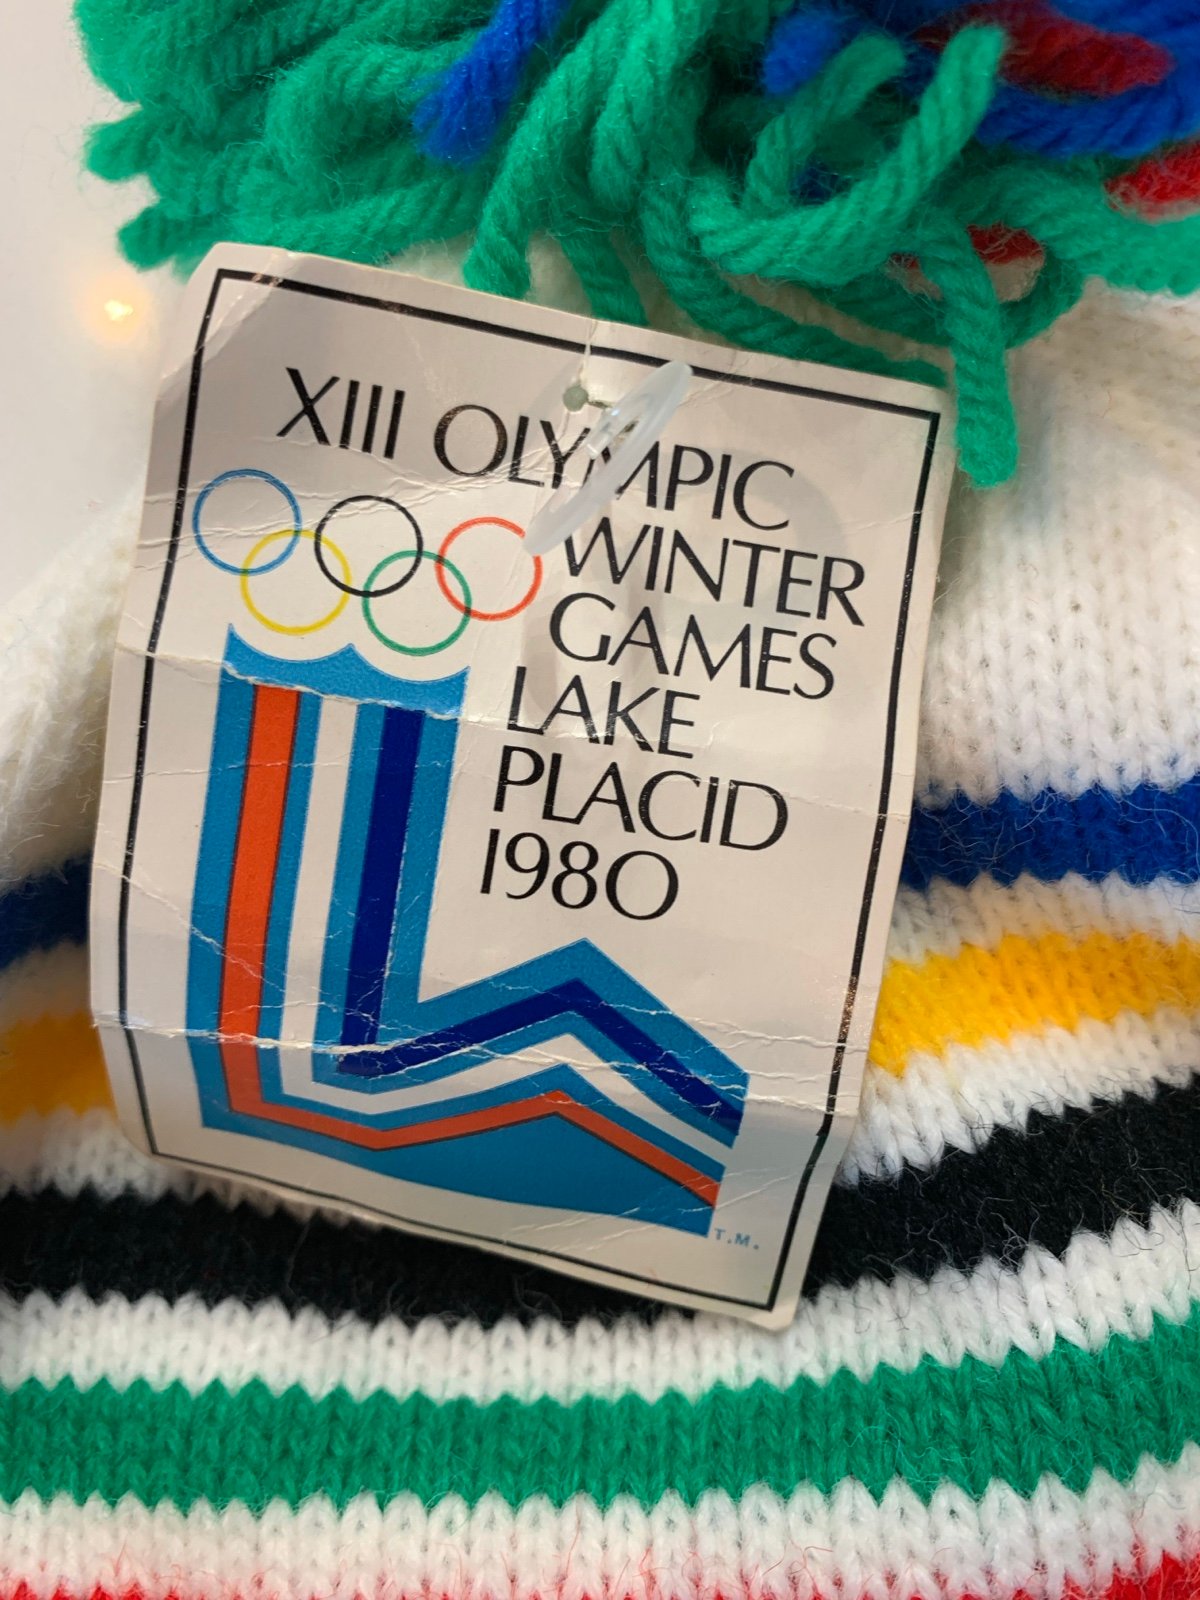 XIII OLYMPIC
WINTER
GAMES
LAKE
PLACID
1980
T.M.